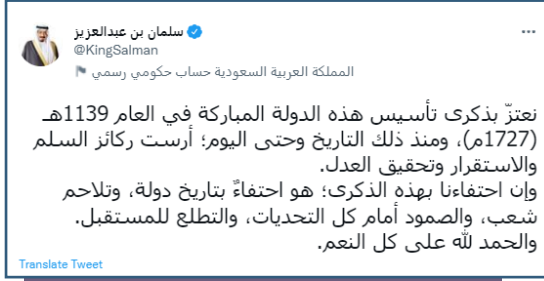 سلمان بن عبدالعزيز
@KingSalman
المملكة العربية السعودية حساب حكومي رسمي
نعتزّ بذكرى تأسيس هذه الدولة المباركة في العام 1139هـ
(1727م)، ومنذ ذلك التاريخ وحتى اليوم؛ أرست ركائز السلم
والاستقرار وتحقيق العدل.
وإن احتفاءنا بهذه الذكرى؛ هو احتفاءٌ بتاريخ دولة، وتلاحم
شعب، والصمود أمام كل التحديات، والتطلع للمستقبل.
والحمد لله على كل النعم.
Translate Tweet